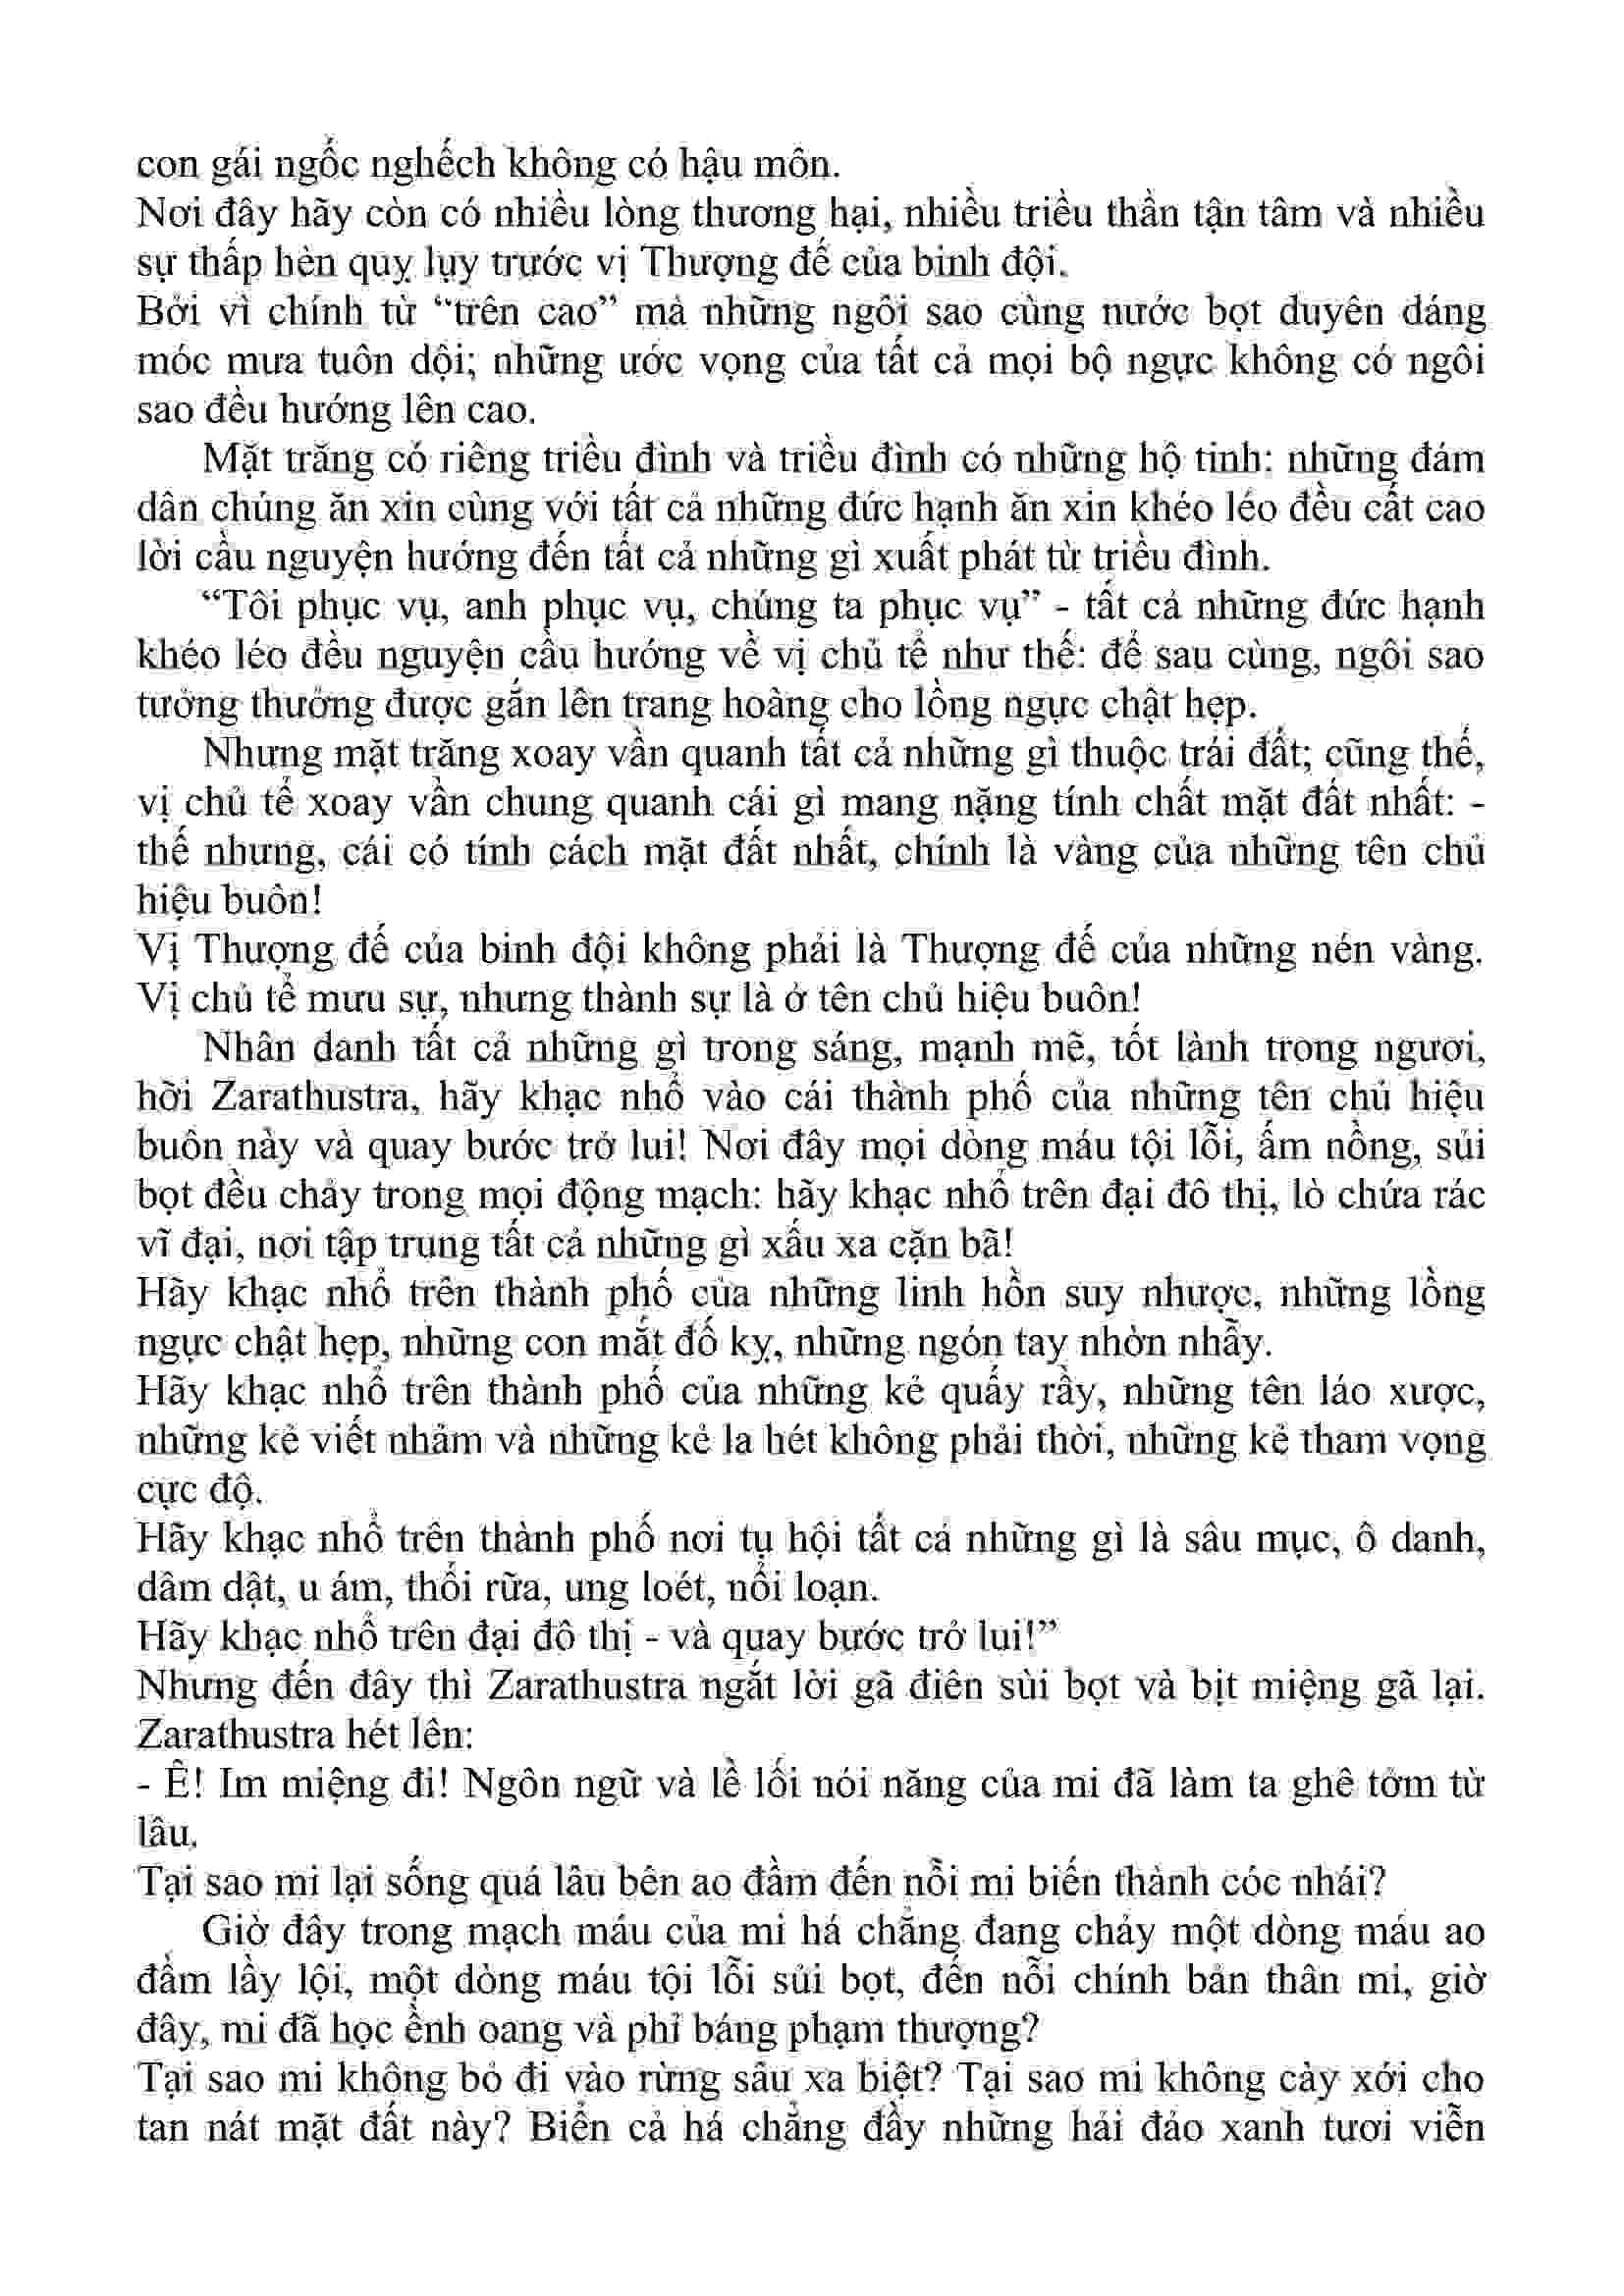 con gái ngốc nghếch không có hậu môn.
Nơi đây hãy còn có nhiều lòng thương hại, nhiều triều thần tận tâm và nhiều
sự thấp hèn quỵ lụy trước vị Thượng đế của binh đội.
Bởi vì chính từ “trên cao” mà những ngôi sao cùng nước bọt duyên dáng
móc mưa tuôn dội; những ước vọng của tất cả mọi bộ ngực không có ngôi
sao đều hướng lên cao.
Mặt trăng có riêng triều đình và triều đình có những hộ tinh: những đám
dân chúng ăn xin cùng với tất cả những đức hạnh ăn xin khéo léo đều cất cao
lời cầu nguyện hướng đến tất cả những gì xuất phát từ triều đình.
“Tôi phục vụ, anh phục vụ, chúng ta phục vụ” - tất cả những đức hạnh
khéo léo đều nguyện cầu hướng về vị chủ tể như thế: để sau cùng, ngôi sao
tưởng thưởng được gắn lên trang hoàng cho lồng ngực chật hẹp.
Nhưng mặt trăng xoay vần quanh tất cả những gì thuộc trái đất; cũng thế,
vị chủ tể xoay vần chung quanh cái gì mang nặng tính chất mặt đất nhất: -
thế nhưng, cái có tính cách mặt đất nhất, chính là vàng của những tên chủ
hiệu buôn!
Vị Thượng đế của binh đội không phải là Thượng đế của những nén vàng.
Vị chủ tể mưu sự, nhưng thành sự là ở tên chủ hiệu buôn!
Nhân danh tất cả những gì trong sáng, mạnh mẽ, tốt lành trong ngươi,
hỡi Zarathustra, hãy khạc nhổ vào cái thành phố của những tên chủ hiệu
buôn này và quay bước trở lui! Nơi đây mọi dòng máu tội lỗi, ấm nồng, sủi
bọt đều chảy trong mọi động mạch: hãy khạc nhổ trên đại đô thị, lò chứa rác
vĩ đại, nơi tập trung tất cả những gì xấu xa cặn bã!
Hãy khạc nhổ trên thành phố của những linh hồn suy nhược, những lồng
ngực chật hẹp, những con mắt đố kỵ, những ngón tay nhờn nhẫy.
Hãy khạc nhổ trên thành phố của những kẻ quấy rầy, những tên láo xược,
những kẻ viết nhảm và những kẻ la hét không phải thời, những kẻ tham vọng
cực độ.
Hãy khạc nhổ trên thành phố nơi tụ hội tất cả những gì là sâu mục, ô danh,
dâm dật, u ám, thối rữa, ung loét, nổi loạn.
Hãy khạc nhổ trên đại đô thị - và quay bước trở lui!”
Nhưng đến đây thì Zarathustra ngắt lời gã điên sùi bọt và bịt miệng gã lại.
Zarathustra hét lên:
- Ê! Im miệng đi! Ngôn ngữ và lề lối nói năng của mi đã làm ta ghê tởm từ
lâu.
Tại sao mi lại sống quá lâu bên ao đầm đến nỗi mi biến thành cóc nhái?
Giờ đây trong mạch máu của mi há chẳng đang chảy một dòng máu ao
đầm lầy lội, một dòng máu tội lỗi sủi bọt, đến nỗi chính bản thân mi, giờ
đây, mi đã học ễnh oang và phỉ báng phạm thượng?
Tại sao mi không bỏ đi vào rừng sâu xa biệt? Tại sao mi không cày xới cho
tan nát mặt đất này? Biển cả há chẳng đầy những hải đảo xanh tươi viễn